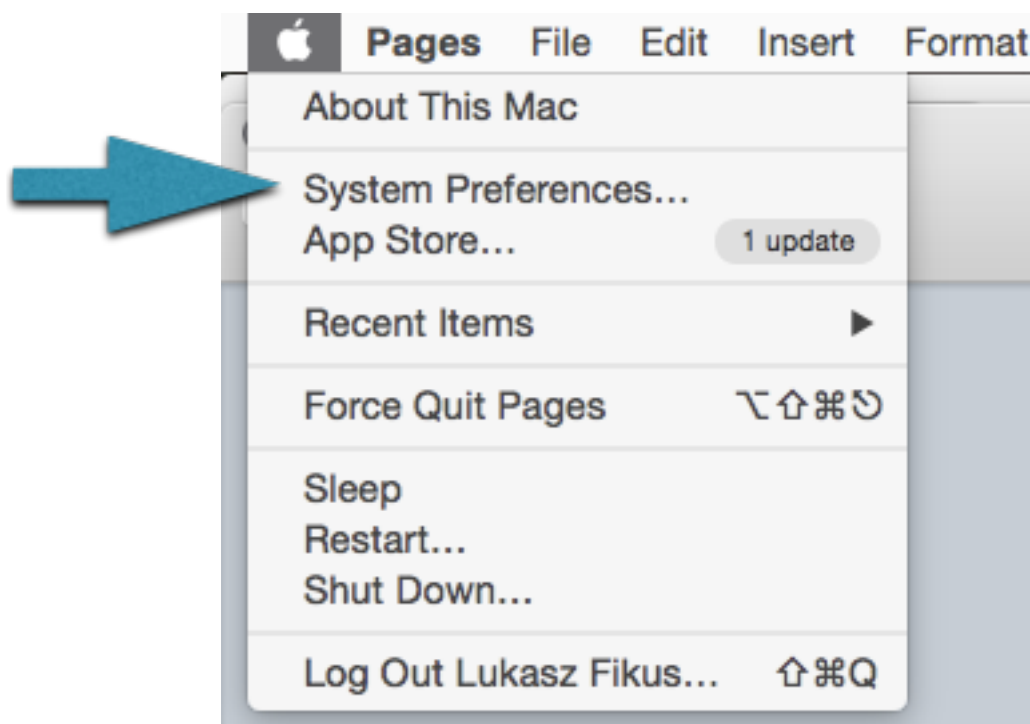 Pages File Edit Insert Format
About This Mac
System Preferences...
App Store... 1 update
Recent Items ▶
Force Quit Pages ⌥⇧⌘⎋
Sleep
Restart...
Shut Down...
Log Out Lukasz Fikus... ⇧⌘Q